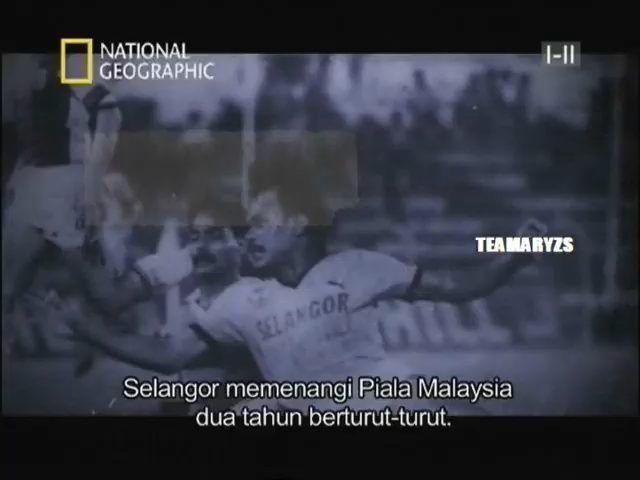 NATIONAL
GEOGRAPHIC
I-II
TEAMARYZS
SELANGOR
Selangor memenangi Piala Malaysia
dua tahun berturut-turut.